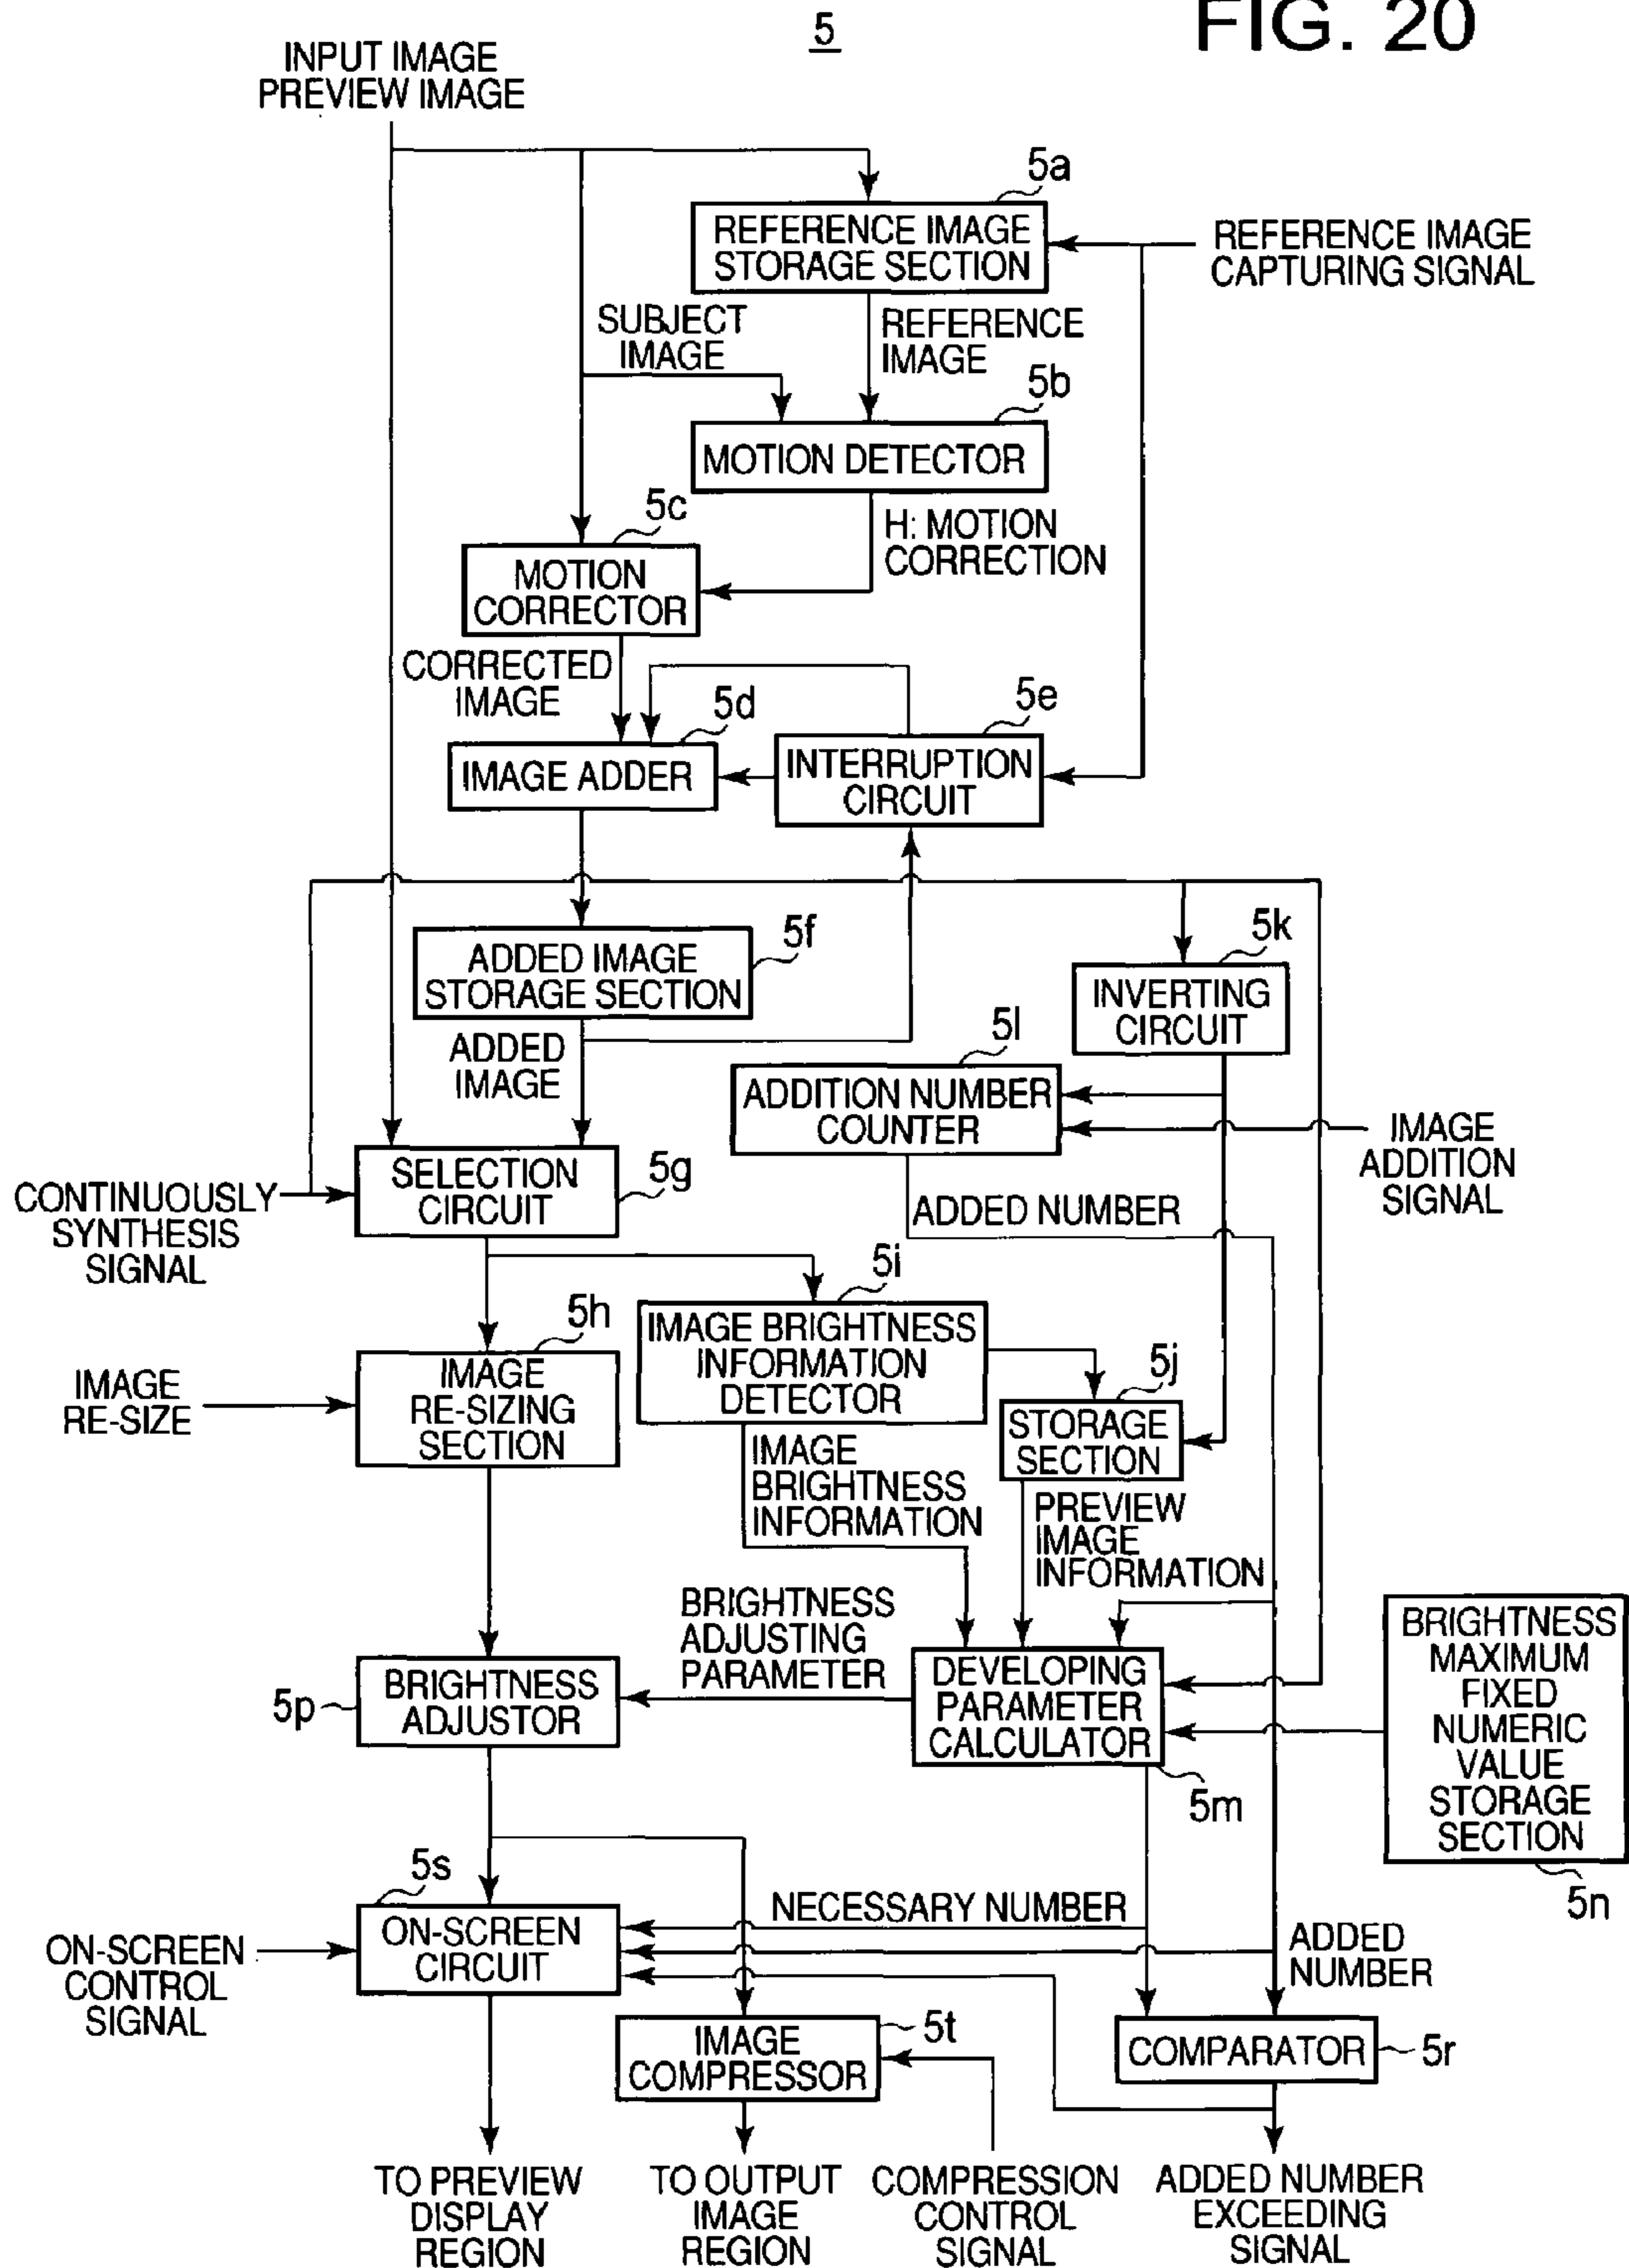 FIG. 20
5
INPUT IMAGE
PREVIEW IMAGE
5a
REFERENCE IMAGE
STORAGE SECTION
REFERENCE IMAGE
CAPTURING SIGNAL
SUBJECT
IMAGE
REFERENCE
IMAGE
5b
MOTION DETECTOR
5c
H: MOTION
CORRECTION
MOTION
CORRECTOR
CORRECTED
IMAGE
5d
5e
IMAGE ADDER
INTERRUPTION
CIRCUIT
5f
ADDED IMAGE
STORAGE SECTION
5k
INVERTING
CIRCUIT
ADDED
IMAGE
5l
ADDITION NUMBER
COUNTER
IMAGE
ADDITION
SIGNAL
CONTINUOUSLY
SYNTHESIS
SIGNAL
SELECTION
CIRCUIT
5g
ADDED NUMBER
5i
IMAGE BRIGHTNESS
INFORMATION
DETECTOR
5h
IMAGE
RE-SIZE
IMAGE
RE-SIZING
SECTION
5j
STORAGE
SECTION
IMAGE
BRIGHTNESS
INFORMATION
PREVIEW
IMAGE
INFORMATION
BRIGHTNESS
ADJUSTING
PARAMETER
BRIGHTNESS
MAXIMUM
FIXED
NUMERIC
VALUE
STORAGE
SECTION
5n
5p
BRIGHTNESS
ADJUSTOR
DEVELOPING
PARAMETER
CALCULATOR
5m
5s
ON-SCREEN
CONTROL
SIGNAL
ON-SCREEN
CIRCUIT
NECESSARY NUMBER
ADDED
NUMBER
IMAGE
COMPRESSOR
5t
COMPARATOR
5r
TO PREVIEW
DISPLAY
REGION
TO OUTPUT
IMAGE
REGION
COMPRESSION
CONTROL
SIGNAL
ADDED NUMBER
EXCEEDING
SIGNAL